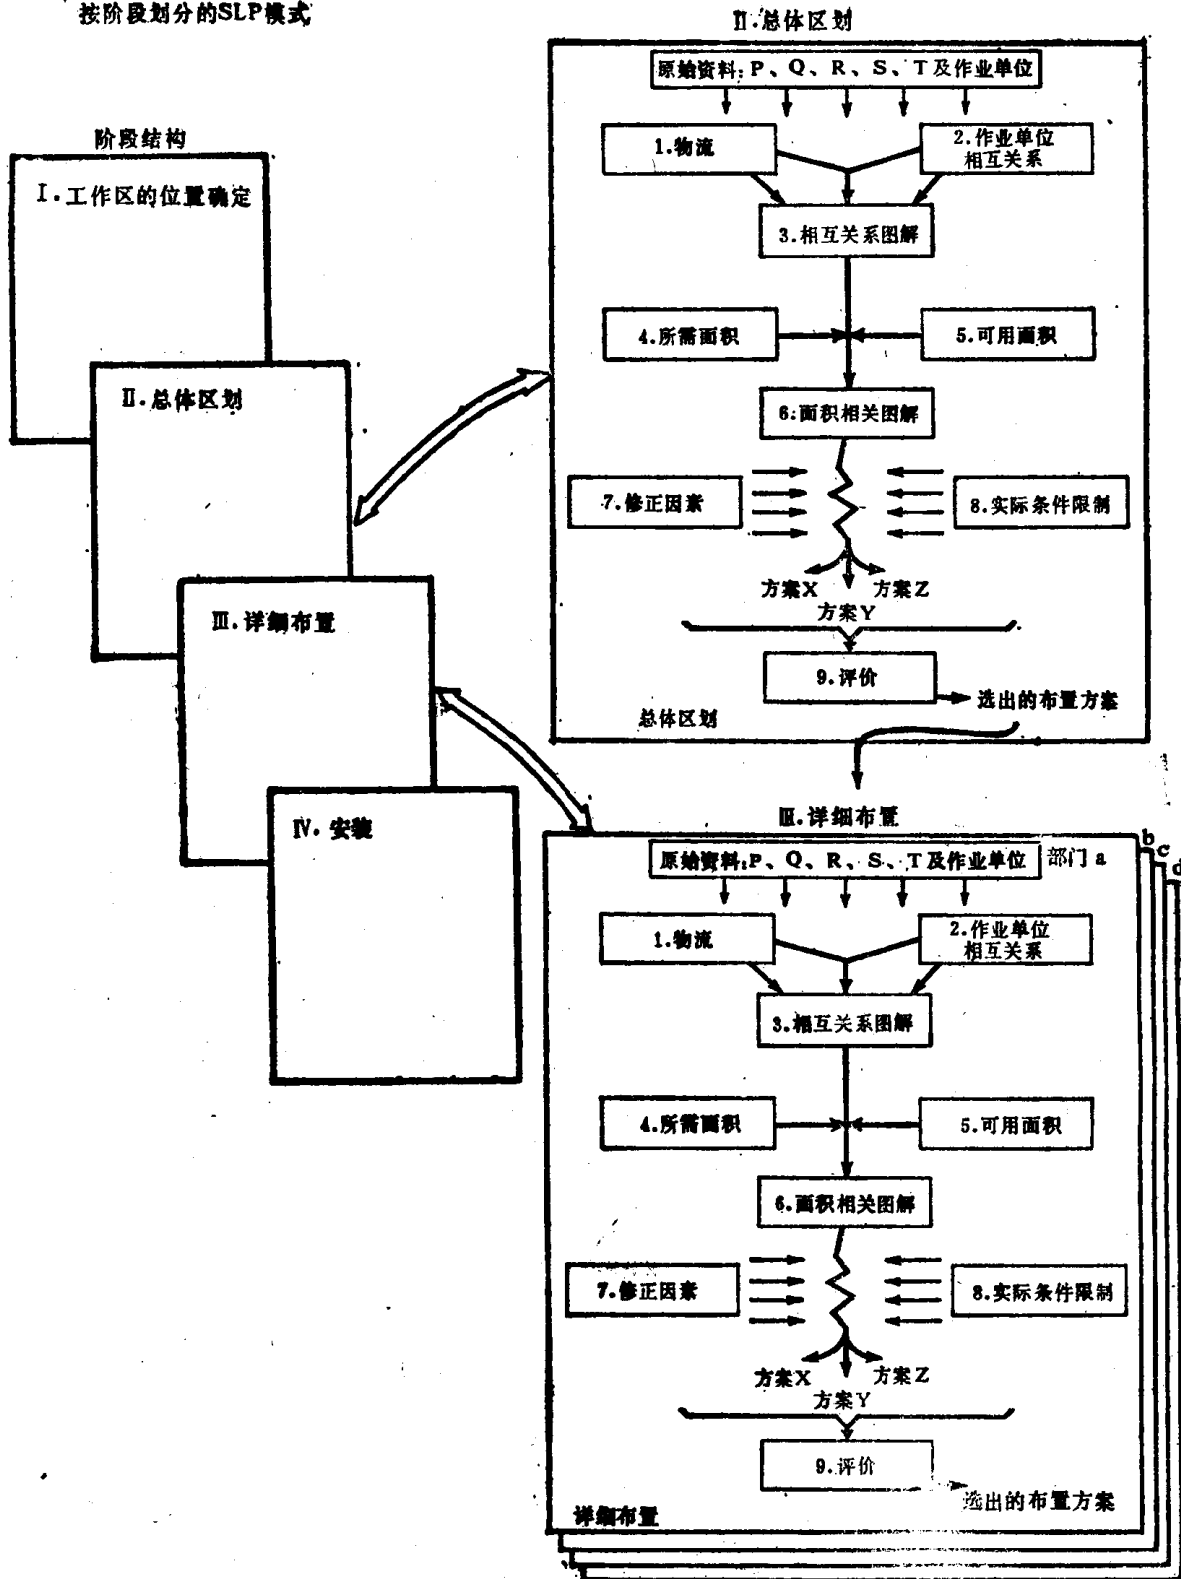 按阶段划分的SLP模式
阶段结构
Ⅰ.工作区的位置确定
Ⅱ.总体区划
Ⅲ.详细布置
Ⅳ.安装
Ⅱ.总体区划
原始资料:P、Q、R、S、T及作业单位
1.物流
2.作业单位
相互关系
3.相互关系图解
4.所需面积
5.可用面积
6:面积相关图解
7.修正因素
8.实际条件限制
方案X
方案Z
方案Y
9.评价
选出的布置方案
总体区划
Ⅲ.详细布置
原始资料:P、Q、R、S、T及作业单位
部门a
b
c
d
1.物流
2.作业单位
相互关系
3.相互关系图解
4.所需面积
5.可用面积
6.面积相关图解
7.修正因素
8.实际条件限制
方案X
方案Z
方案Y
9.评价
选出的布置方案
详细布置